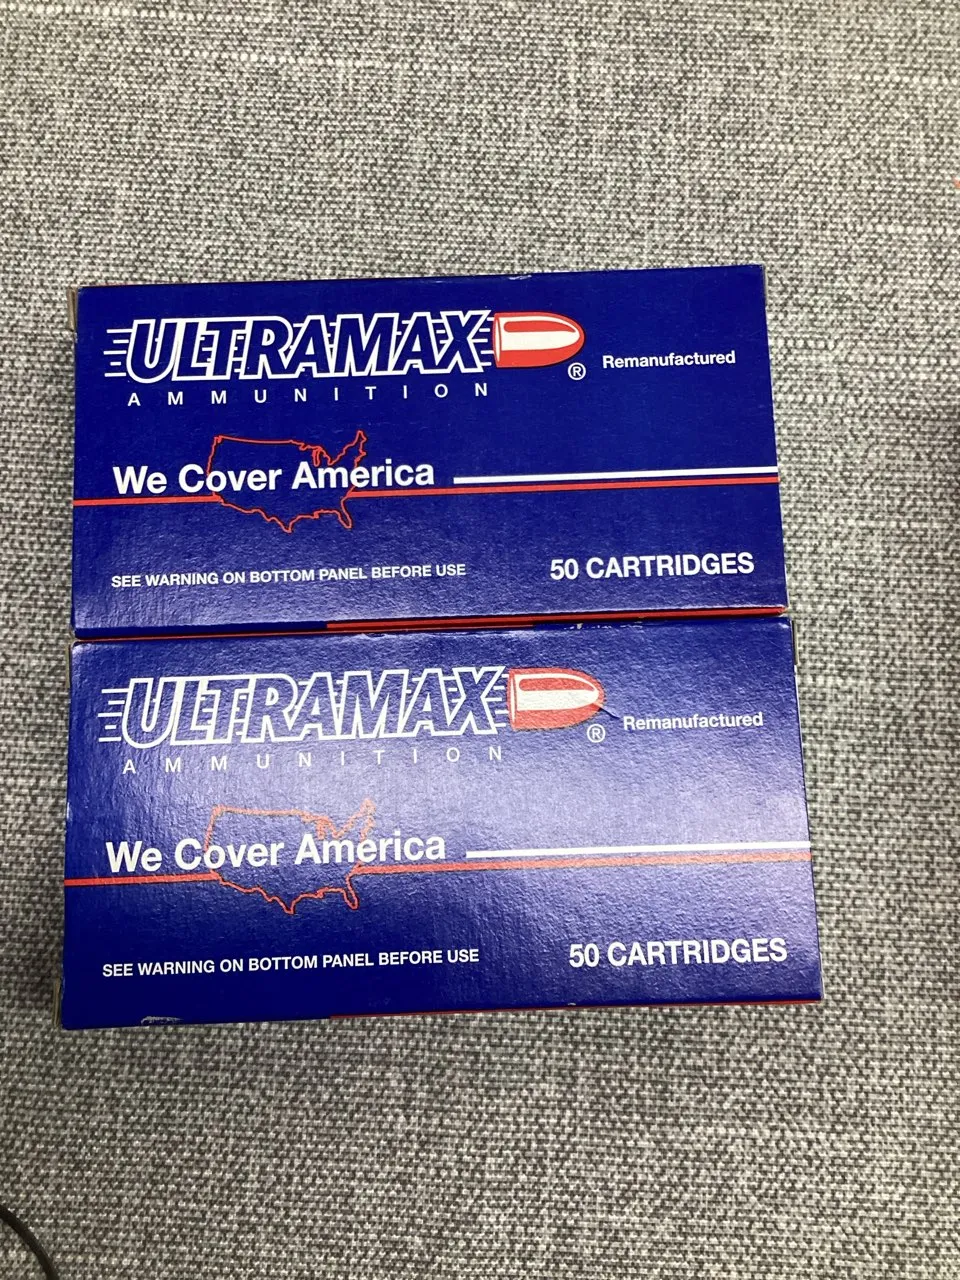 ULTRAMAX
® Remanufactured
AMMUNITION
We Cover America
SEE WARNING ON BOTTOM PANEL BEFORE USE
50 CARTRIDGES
ULTRAMAX
® Remanufactured
AMMUNITION
We Cover America
SEE WARNING ON BOTTOM PANEL BEFORE USE
50 CARTRIDGES